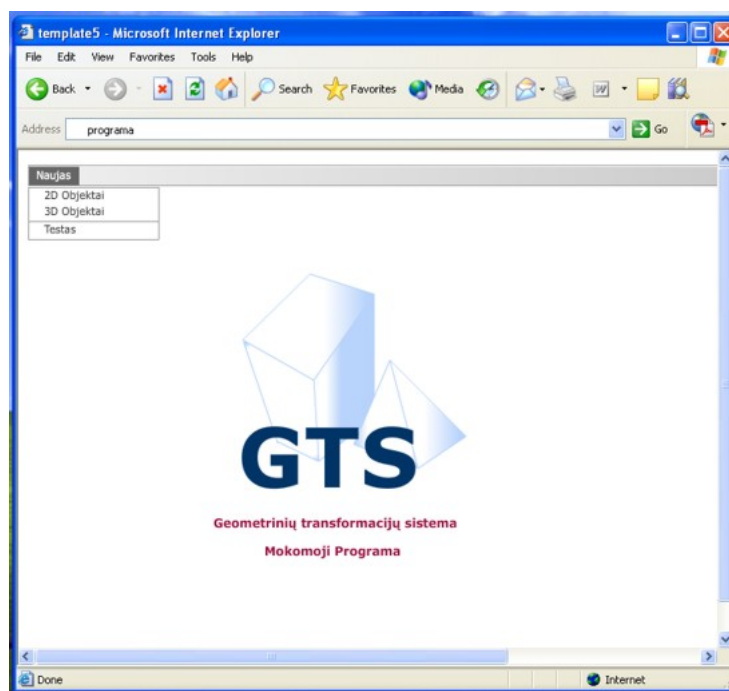 template5 - Microsoft Internet Explorer
File Edit View Favorites Tools Help
Back Search Favorites Media
Address programa Go
Naujas
2D Objektai
3D Objektai
Testas
GTS
Geometrinių transformacijų sistema
Mokomoji Programa
Done Internet